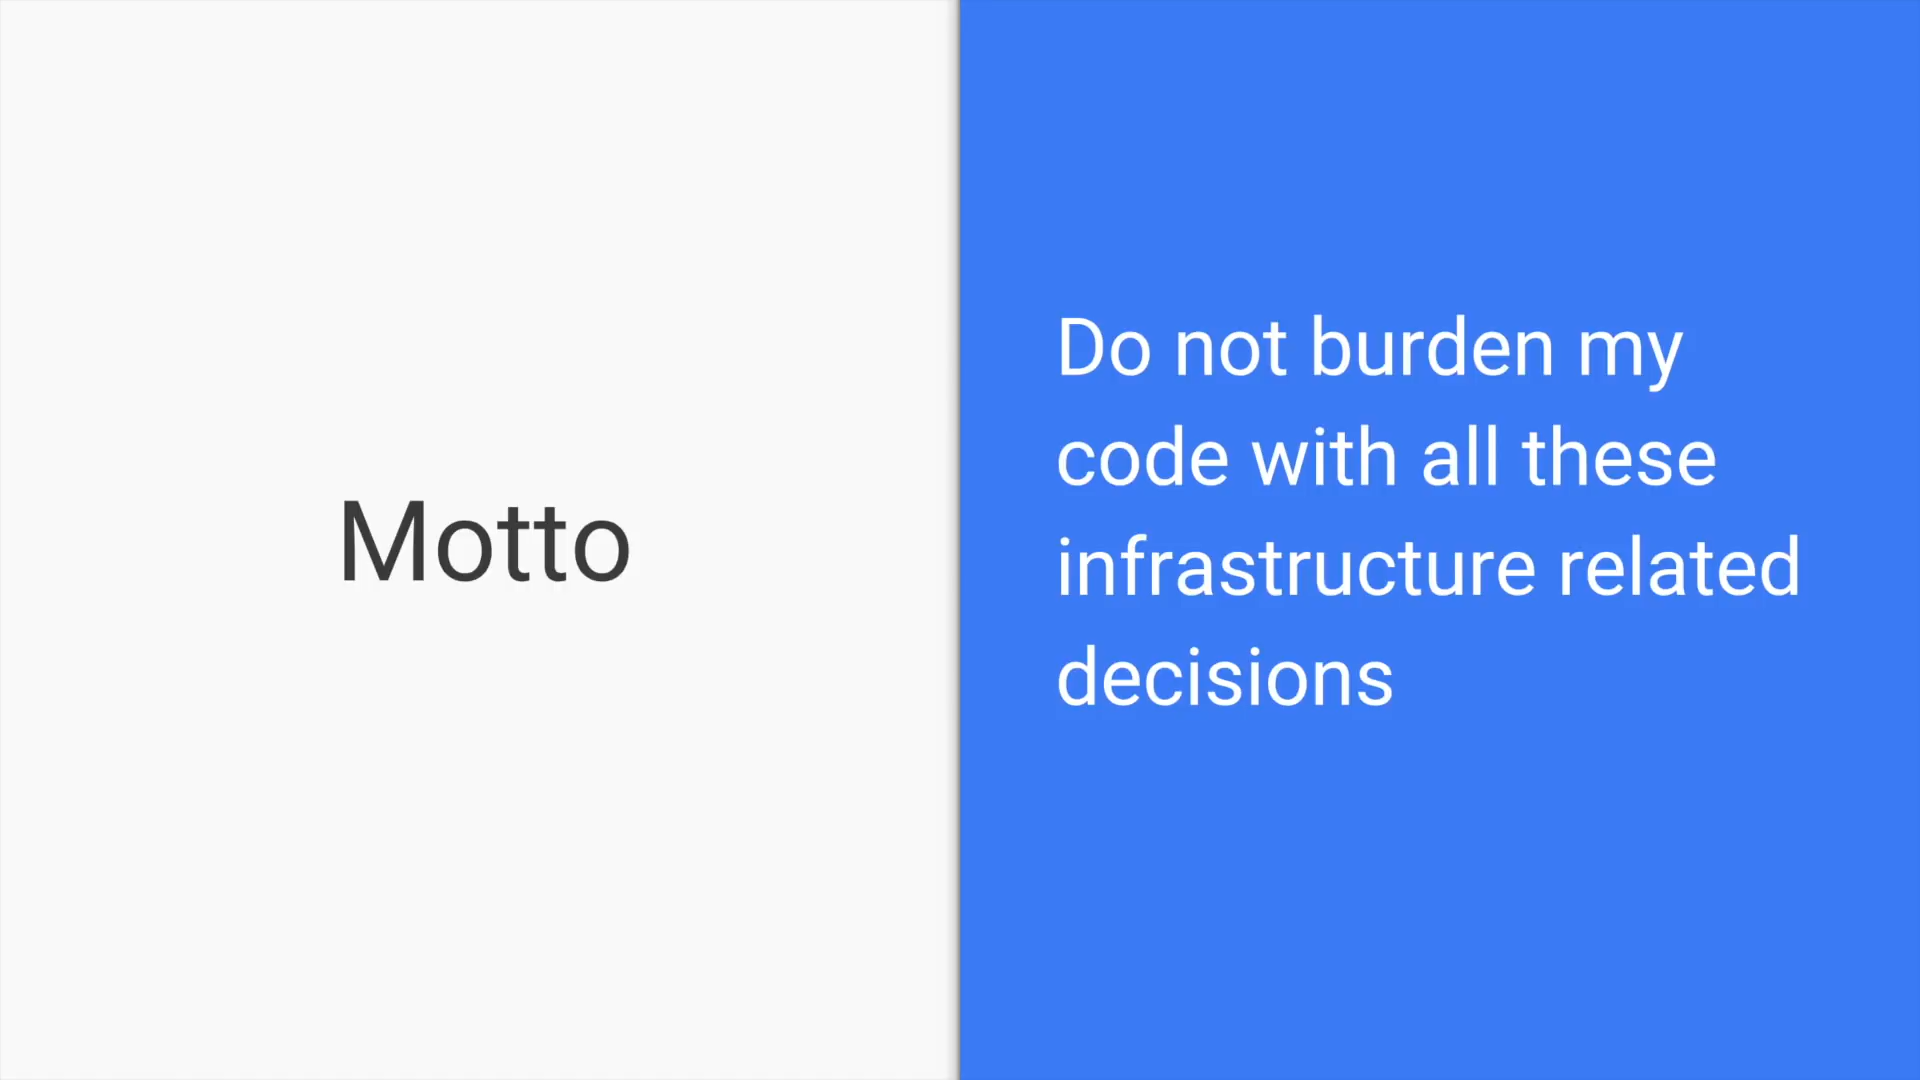 Motto
Do not burden my
code with all these
infrastructure related
decisions